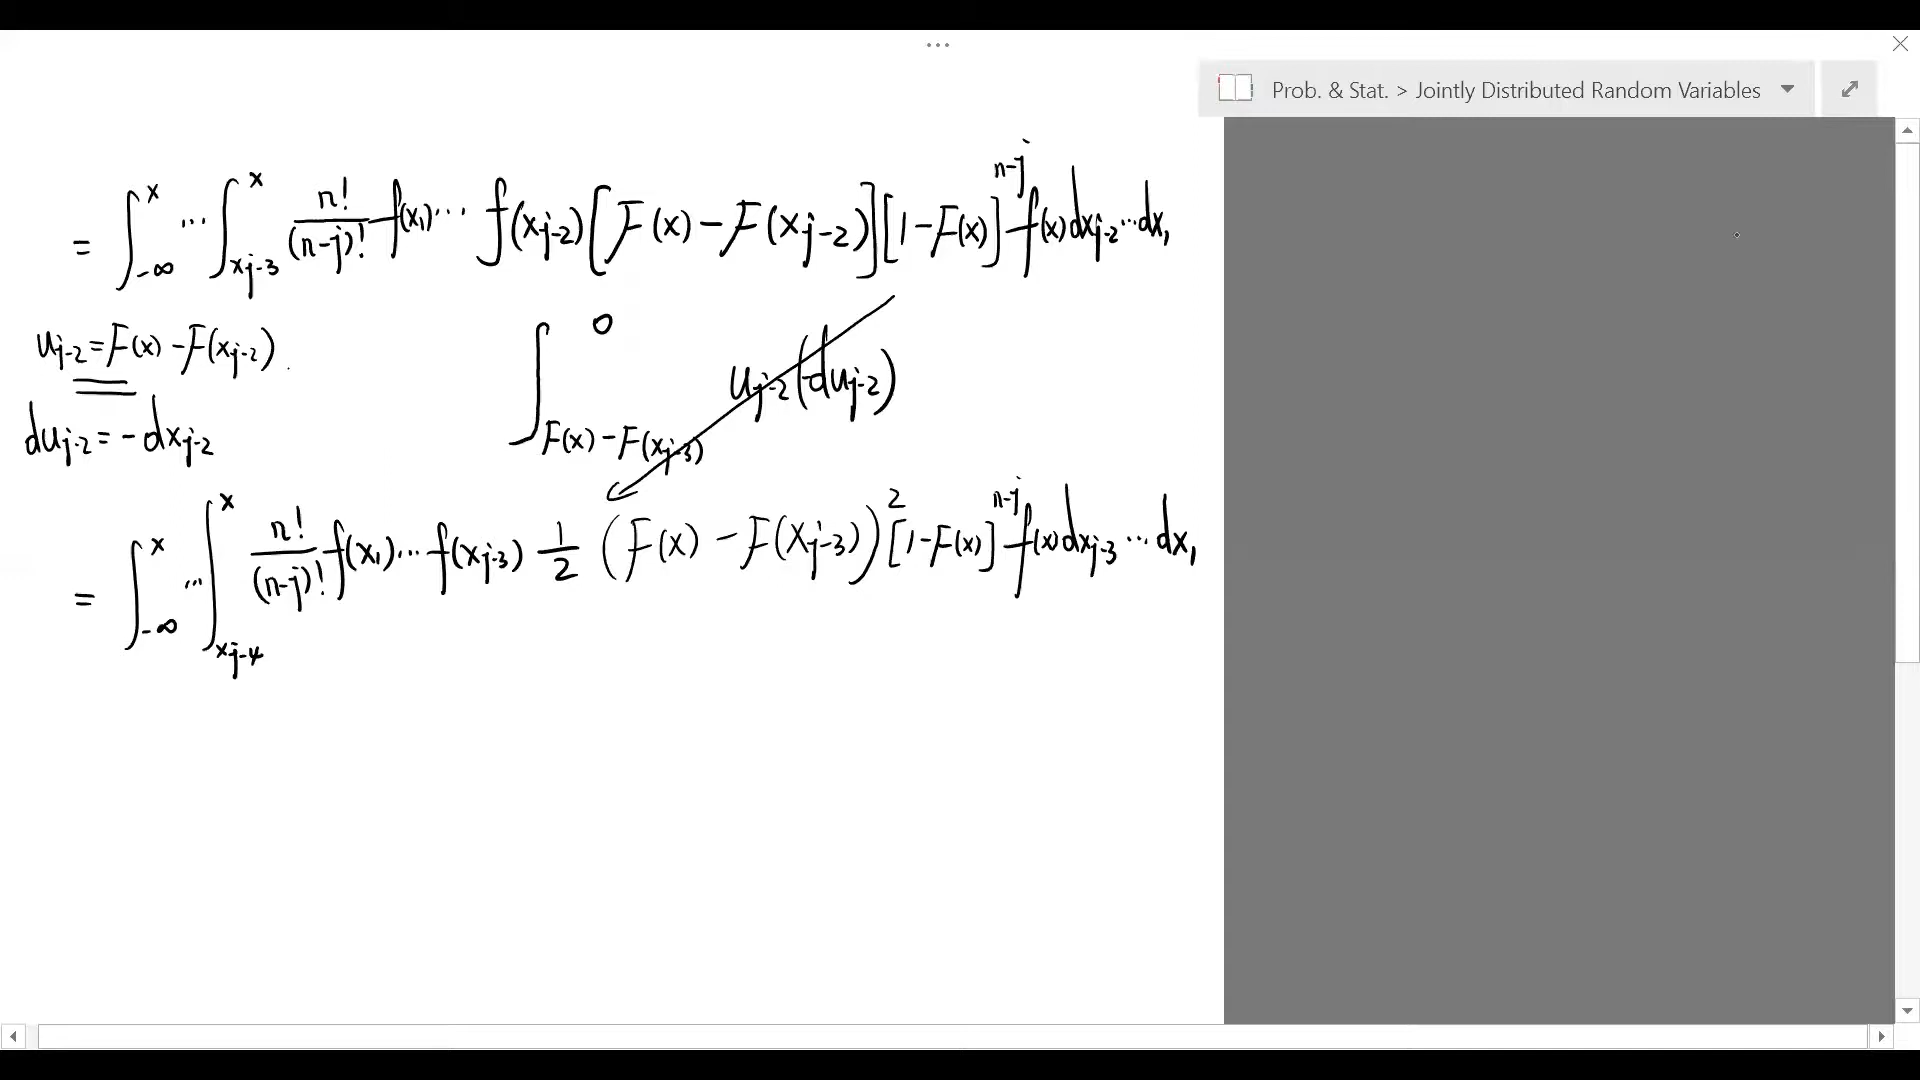 Prob. & Stat. > Jointly Distributed Random Variables
= ∫_{-∞}^{x} ... ∫_{x_{j-3}}^{x} n!/(n-j)! f(x_1) ... f(x_{j-2}) [F(x) - F(x_{j-2})] [1 - F(x)]^{n-j} f(x) dx_{j-2} ... dx_1
u_{j-2} = F(x) - F(x_{j-2}).
∫_{F(x) - F(x_{j-3})}^{0} u_{j-2} (-du_{j-2})
du_{j-2} = - dx_{j-2}
= ∫_{-∞}^{x} ... ∫_{x_{j-4}}^{x} n!/(n-j)! f(x_1) ... f(x_{j-3}) 1/2 (F(x) - F(x_{j-3}))^2 [1 - F(x)]^{n-j} f(x) dx_{j-3} ... dx_1